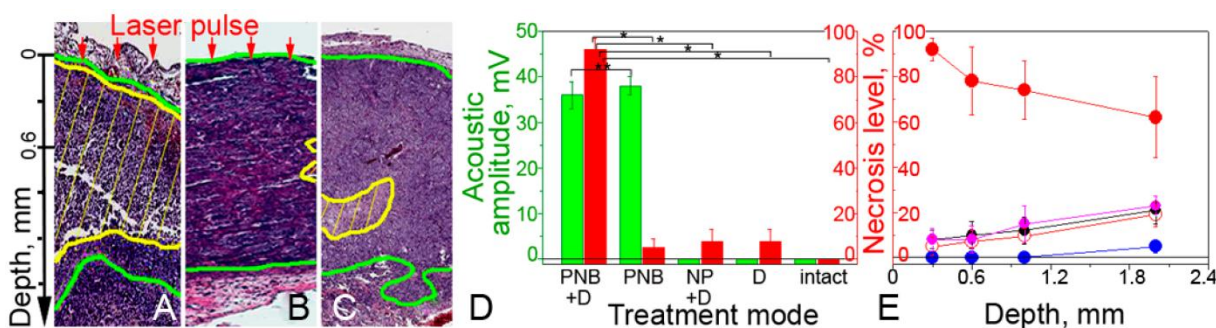 Laser pulse
0
0.6
Depth, mm
A
B
C
D
Acoustic
amplitude, mV
50
40
30
20
10
0
*
*
*
*
*
*
**
PNB
+D
PNB
NP
+D
D
intact
Treatment mode
100
80
60
40
20
0
Necrosis level, %
E
100
80
60
40
20
0
0.0
0.6
1.2
1.8
2.4
Depth, mm